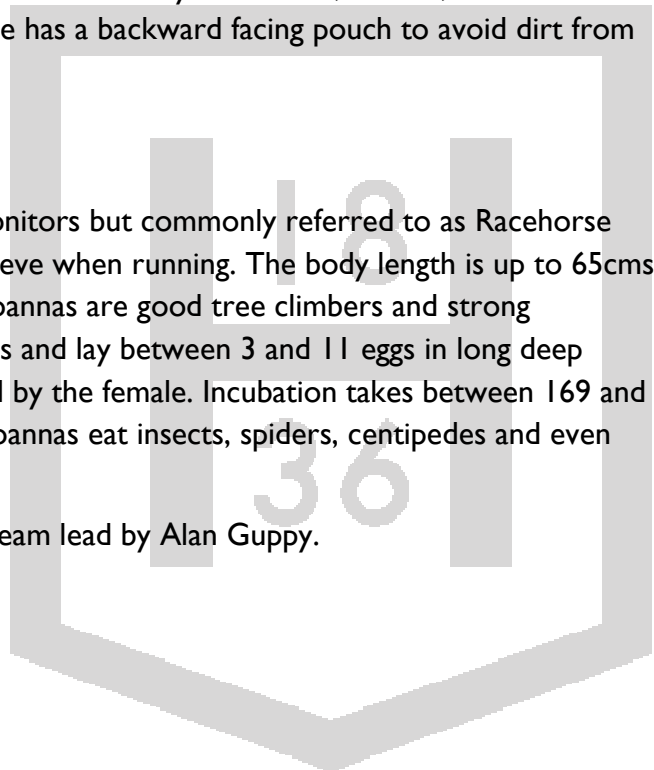 e has a backward facing pouch to avoid dirt from
18
onitors but commonly referred to as Racehorse
ieve when running. The body length is up to 65cms
oannas are good tree climbers and strong
s and lay between 3 and 11 eggs in long deep
d by the female. Incubation takes between 169 and
oannas eat insects, spiders, centipedes and even
36
eam lead by Alan Guppy.